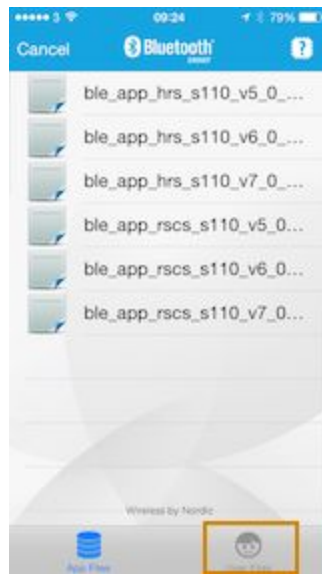 3 09:24 79%
Cancel Bluetooth ?
ble_app_hrs_s110_v5_0_...
ble_app_hrs_s110_v6_0_...
ble_app_hrs_s110_v7_0_...
ble_app_rscs_s110_v5_0...
ble_app_rscs_s110_v6_0...
ble_app_rscs_s110_v7_0...
Wireless by Nordic
App Files User Files